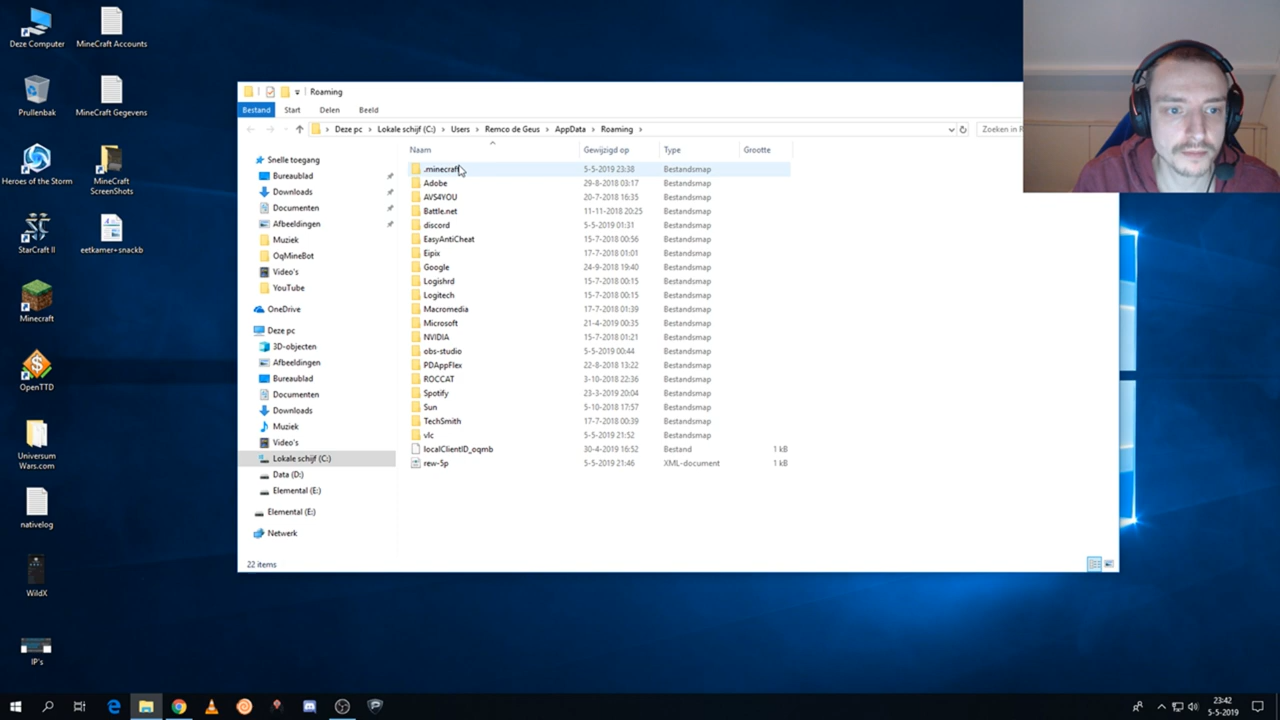 Deze Computer
MineCraft Accounts
Prullenbak
MineCraft Gegevens
Heroes of the Storm
MineCraft
ScreenShots
StarCraft II
eetkamer+snackb
Minecraft
OpenTTD
Universum
Wars.com
nativelog
WildX
IP's
Roaming
Bestand Start Delen Beeld
Deze pc › Lokale schijf (C:) › Users › Remco de Geus › AppData › Roaming ›
Zoeken in
Naam Gewijzigd op Type Grootte
Snelle toegang
Bureaublad
Downloads
Documenten
Afbeeldingen
Muziek
OqMineBot
Video's
YouTube
OneDrive
Deze pc
3D-objecten
Afbeeldingen
Bureaublad
Documenten
Downloads
Muziek
Video's
Lokale schijf (C:)
Data (D:)
Elemental (E:)
Elemental (E:)
Netwerk
.minecraft 5-5-2019 23:38 Bestandsmap
Adobe 29-8-2018 03:17 Bestandsmap
AVS4YOU 20-7-2018 16:35 Bestandsmap
Battle.net 11-11-2018 20:25 Bestandsmap
discord 5-5-2019 01:31 Bestandsmap
EasyAntiCheat 15-7-2018 00:56 Bestandsmap
Eipix 17-7-2018 01:01 Bestandsmap
Google 24-9-2018 19:40 Bestandsmap
Logishrd 15-7-2018 00:15 Bestandsmap
Logitech 15-7-2018 00:15 Bestandsmap
Macromedia 17-7-2018 01:39 Bestandsmap
Microsoft 21-4-2019 00:35 Bestandsmap
NVIDIA 15-7-2018 01:21 Bestandsmap
obs-studio 5-5-2019 00:44 Bestandsmap
PDAppFlex 22-8-2018 13:22 Bestandsmap
ROCCAT 3-10-2018 22:36 Bestandsmap
Spotify 23-3-2019 20:04 Bestandsmap
Sun 5-10-2018 17:57 Bestandsmap
TechSmith 17-7-2018 00:39 Bestandsmap
vlc 5-5-2019 21:52 Bestandsmap
localClientID_oqmb 30-4-2019 16:52 Bestand 1 kB
rew-5p 5-5-2019 21:46 XML-document 1 kB
22 items
23:42
5-5-2019